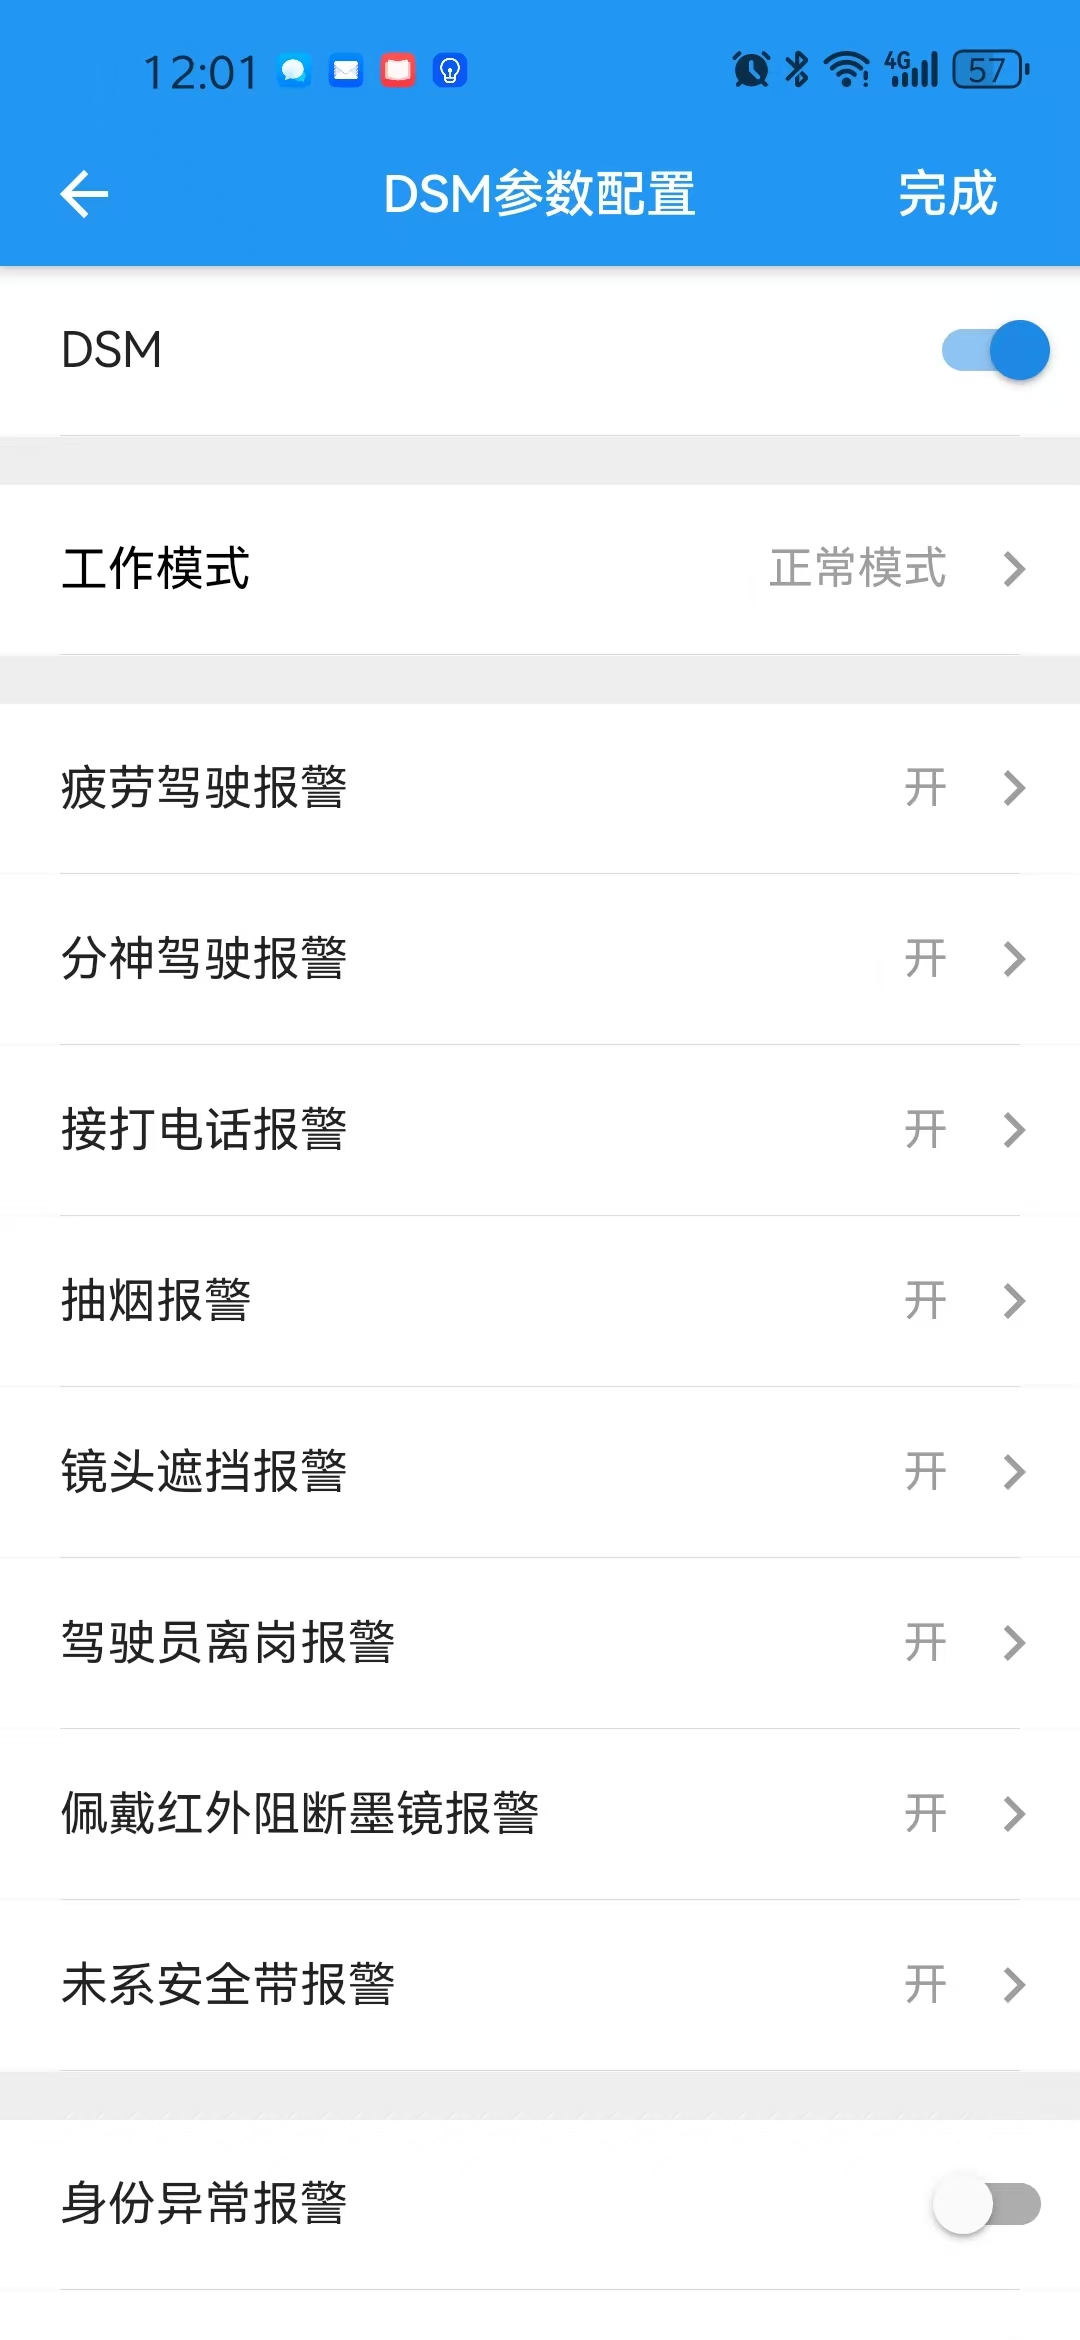 12:01 4G 57
DSM参数配置 完成
DSM
工作模式 正常模式
疲劳驾驶报警 开
分神驾驶报警 开
接打电话报警 开
抽烟报警 开
镜头遮挡报警 开
驾驶员离岗报警 开
佩戴红外阻断墨镜报警 开
未系安全带报警 开
身份异常报警